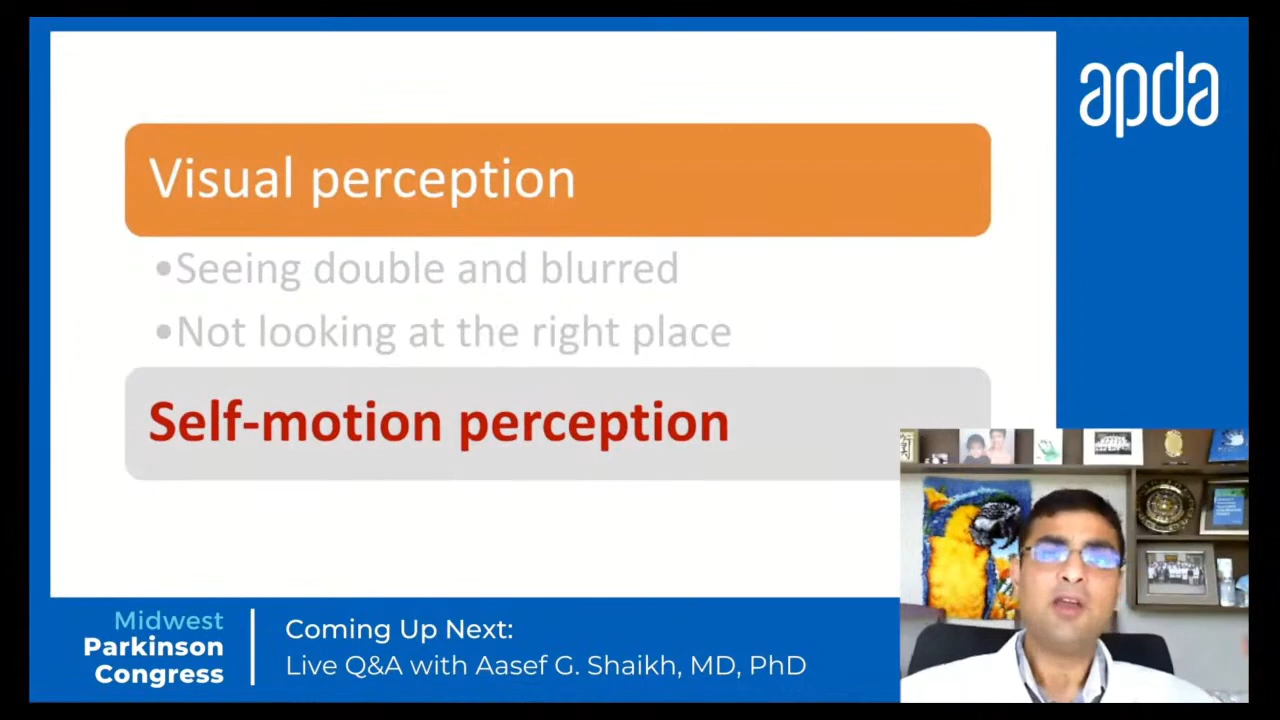 apda
Visual perception
•Seeing double and blurred
•Not looking at the right place
Self-motion perception
Midwest
Parkinson
Congress
Coming Up Next:
Live Q&A with Aasef G. Shaikh, MD, PhD